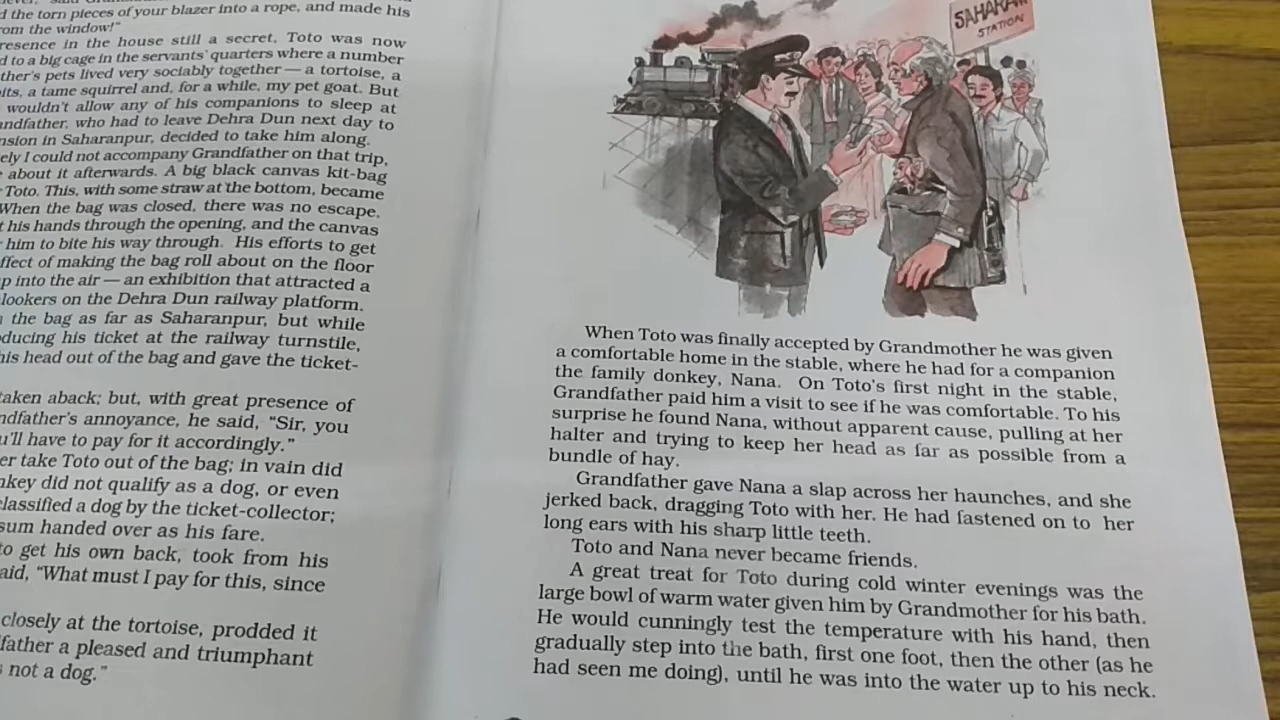 the torn pieces of your blazer into a rope, and made his
from the window!"
in the house still a secret, Toto was now
to a big cage in the servants' quarters where a number
pets lived very sociably together — a tortoise, a
a tame squirrel and, for a while, my pet goat. But
wouldn't allow any of his companions to sleep at
who had to leave Dehra Dun next day to
in Saharanpur, decided to take him along.
I could not accompany Grandfather on that trip,
about it afterwards. A big black canvas kit-bag
Toto. This, with some straw at the bottom, became
When the bag was closed, there was no escape.
his hands through the opening, and the canvas
him to bite his way through. His efforts to get
of making the bag roll about on the floor
into the air — an exhibition that attracted a
on the Dehra Dun railway platform.
the bag as far as Saharanpur, but while
his ticket at the railway turnstile,
his head out of the bag and gave the ticket-
taken aback; but, with great presence of
annoyance, he said, "Sir, you
have to pay for it accordingly."
take Toto out of the bag; in vain did
did not qualify as a dog, or even
classified a dog by the ticket-collector;
sum handed over as his fare.
to get his own back, took from his
"What must I pay for this, since
closely at the tortoise, prodded it
a pleased and triumphant
not a dog."
SAHARAN
STATION
When Toto was finally accepted by Grandmother he was given
a comfortable home in the stable, where he had for a companion
the family donkey, Nana. On Toto's first night in the stable,
Grandfather paid him a visit to see if he was comfortable. To his
surprise he found Nana, without apparent cause, pulling at her
halter and trying to keep her head as far as possible from a
bundle of hay.
Grandfather gave Nana a slap across her haunches, and she
jerked back, dragging Toto with her. He had fastened on to her
long ears with his sharp little teeth.
Toto and Nana never became friends.
A great treat for Toto during cold winter evenings was the
large bowl of warm water given him by Grandmother for his bath.
He would cunningly test the temperature with his hand, then
gradually step into the bath, first one foot, then the other (as he
had seen me doing), until he was into the water up to his neck.